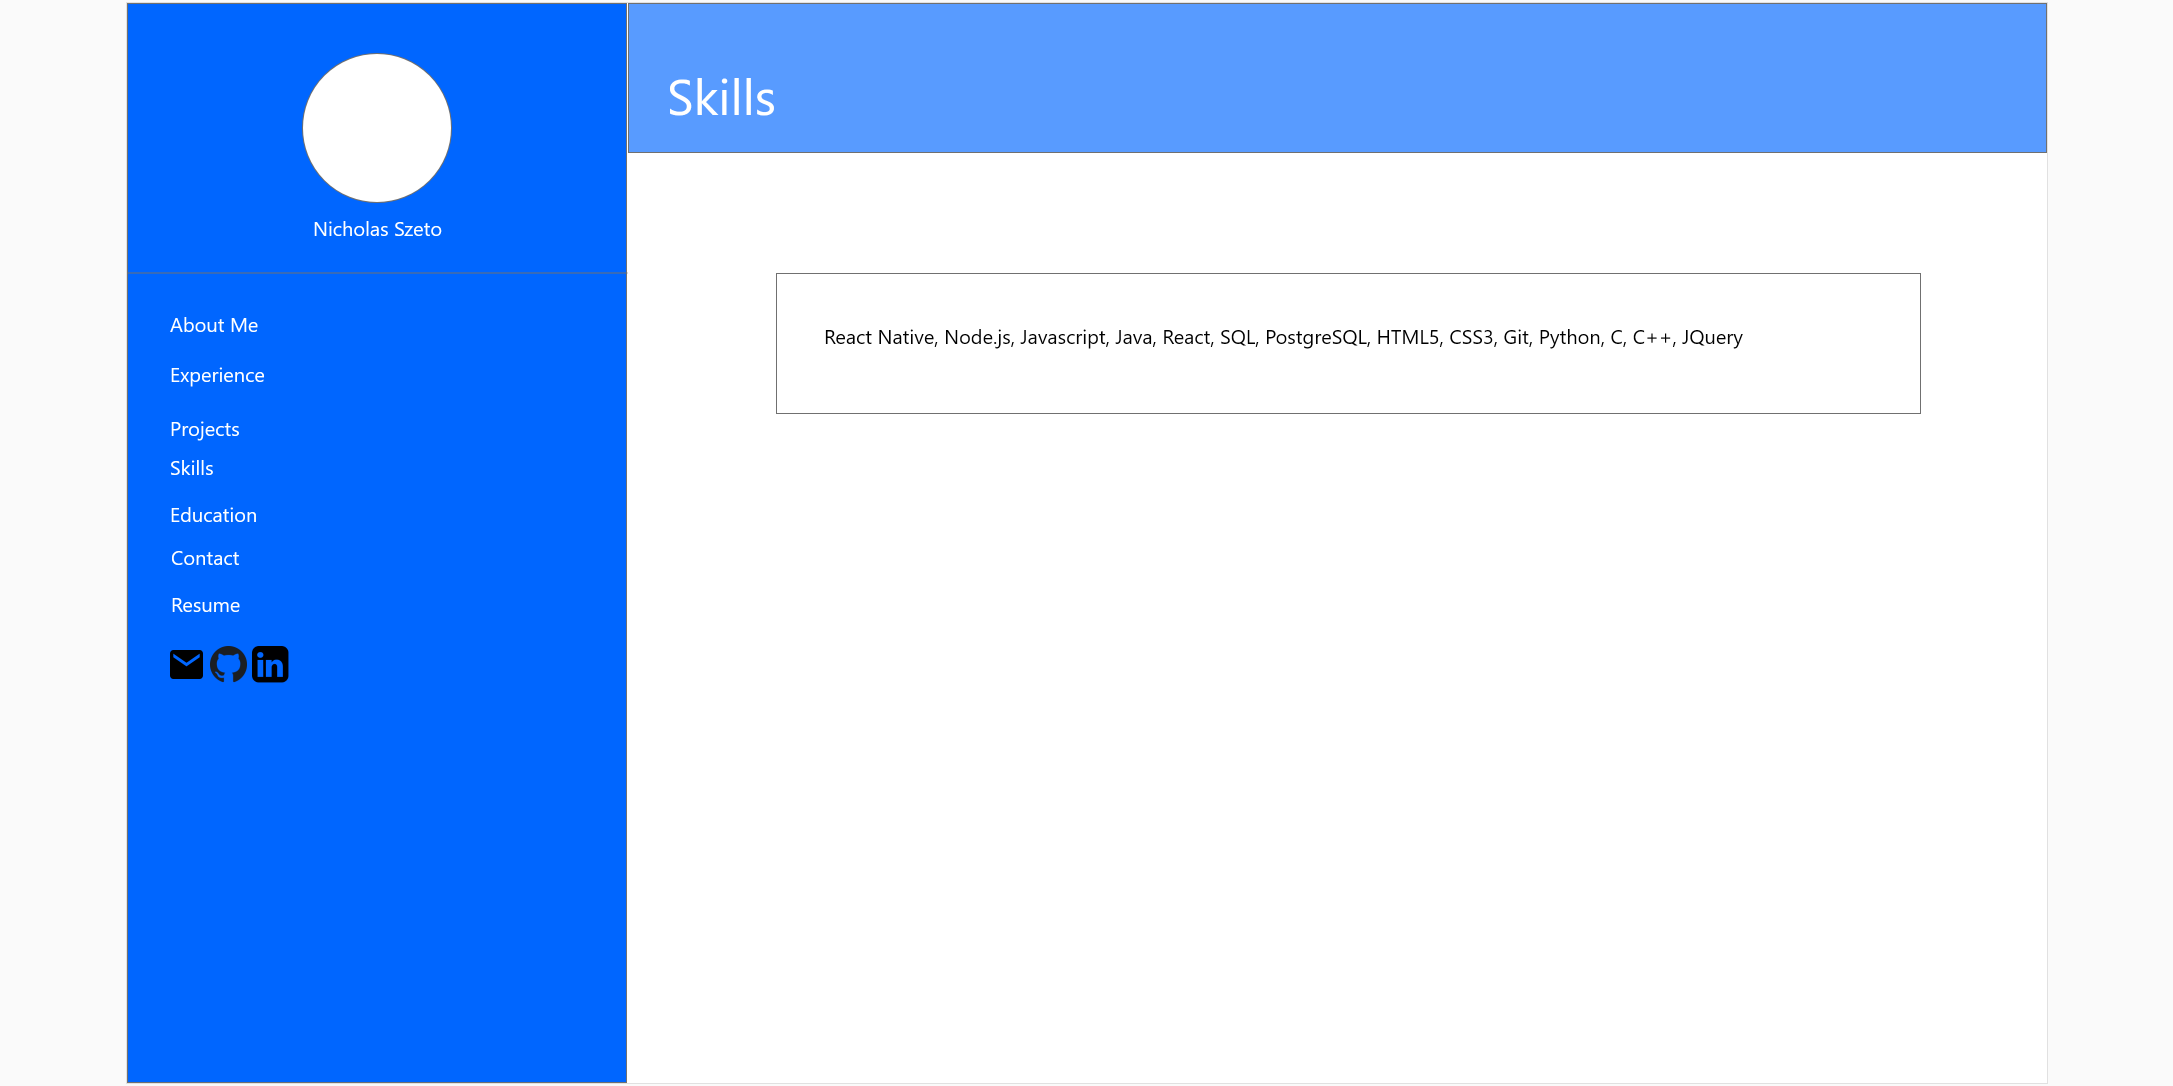 Nicholas Szeto
About Me
Experience
Projects
Skills
Education
Contact
Resume
in
Skills
React Native, Node.js, Javascript, Java, React, SQL, PostgreSQL, HTML5, CSS3, Git, Python, C, C++, JQuery